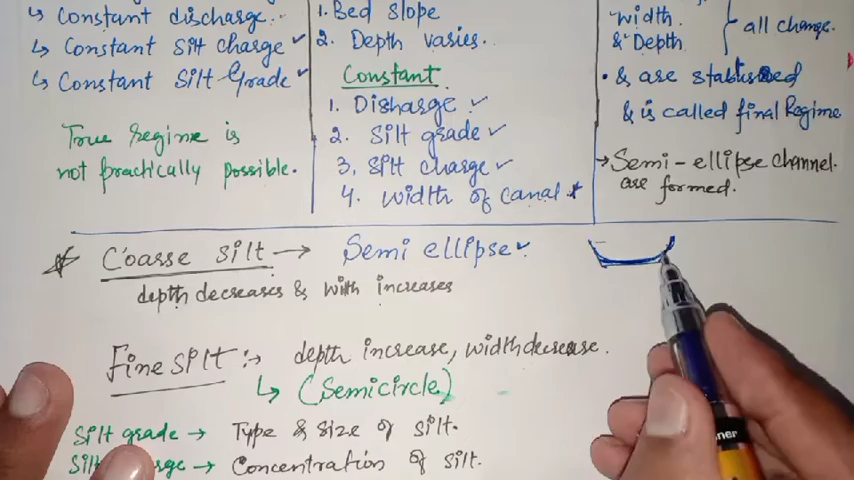 ↳ Constant discharge..
↳ Constant Silt charge ✓
↳ Constant Silt Grade ✓
True regime is
not practically possible.
1. Bed slope
2. Depth varies.
Constant
1. Discharge ✓
2. Silt grade ✓
3. Silt charge ✓
4. Width of canal
width
& Depth } all change.
• & are stablished
& is called final Regime
→ Semi-ellipse channel
are formed.
Coasse silt → Semi ellipse ✓
depth decreases & with increases
Fine Silt :→ depth increase, width decrease.
↳ (Semicircle)
Silt grade → Type & size of silt.
Silt → Concentration of silt.